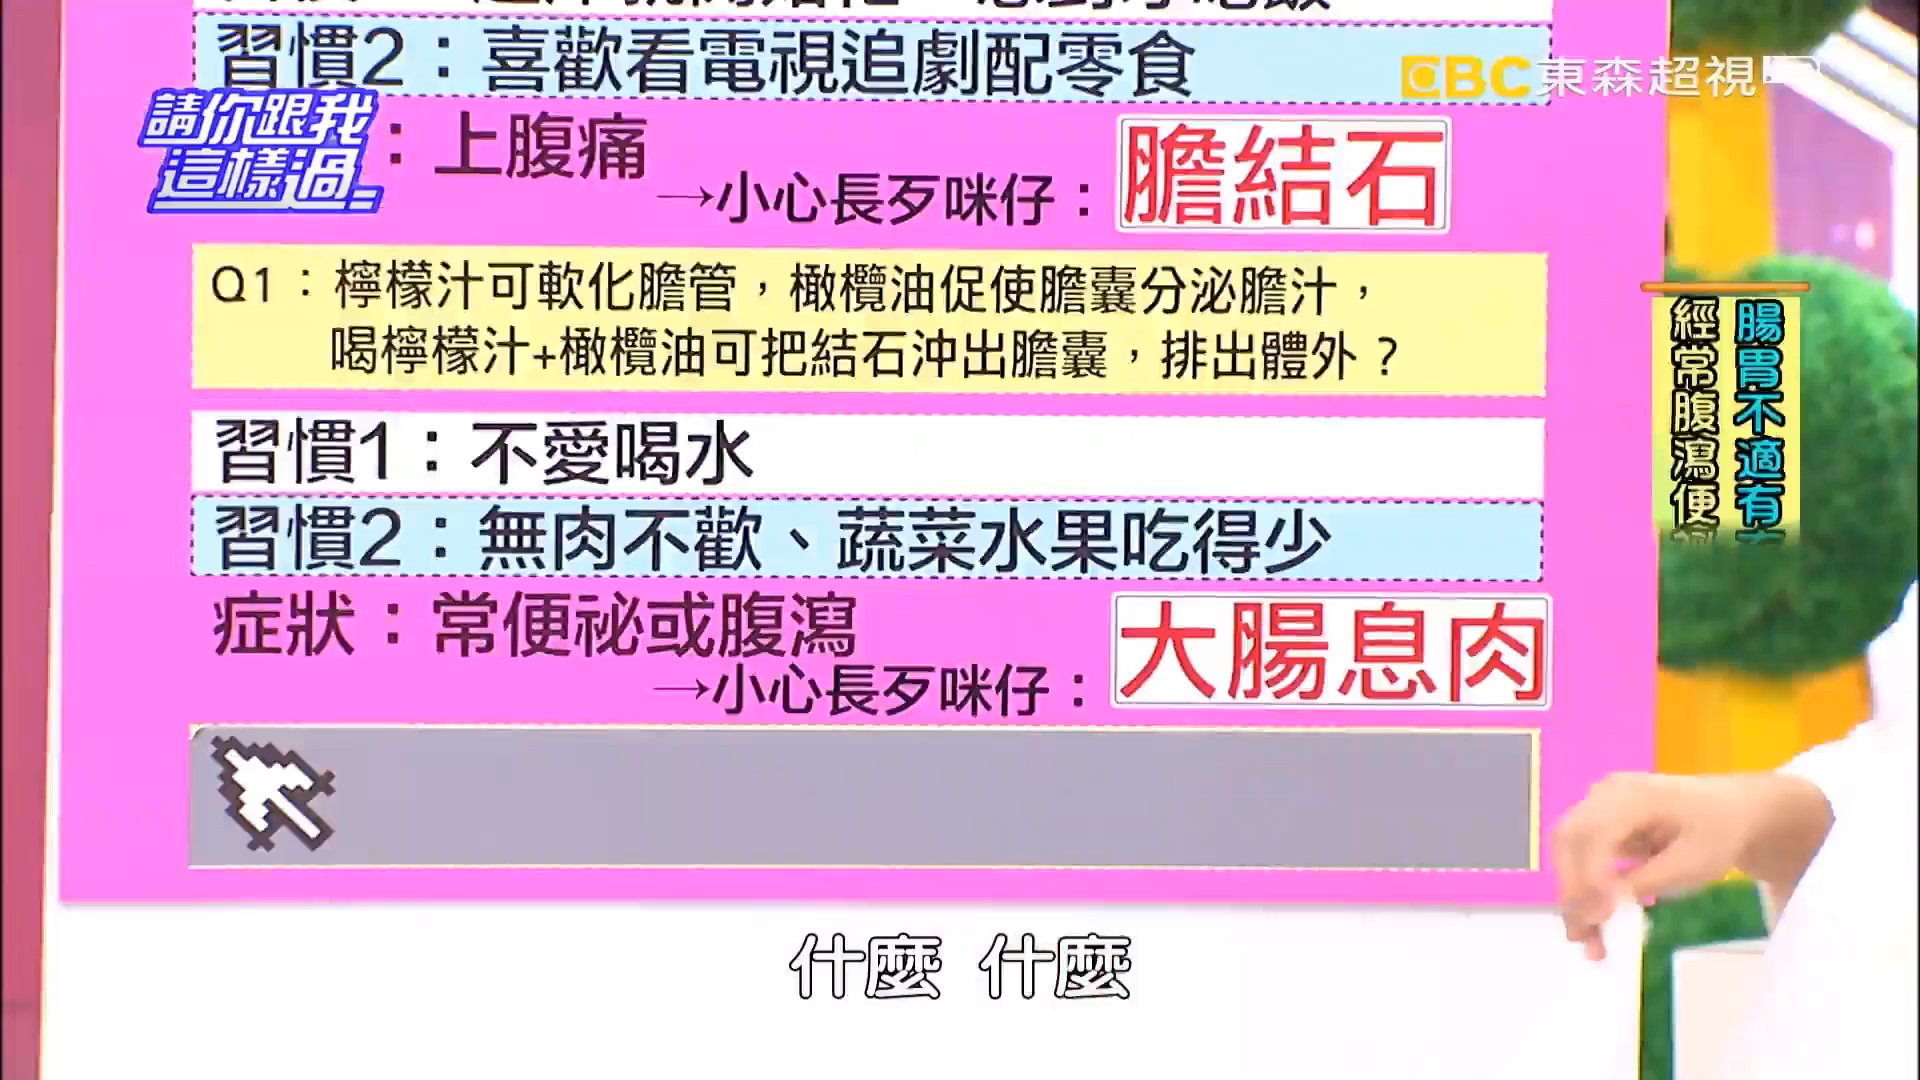 習慣2：喜歡看電視追劇配零食
EBC東森超視
請你跟我
這樣過
：上腹痛
→小心長歹咪仔：膽結石
Q1：檸檬汁可軟化膽管，橄欖油促使膽囊分泌膽汁，
喝檸檬汁+橄欖油可把結石沖出膽囊，排出體外？
習慣1：不愛喝水
習慣2：無肉不歡、蔬菜水果吃得少
症狀：常便祕或腹瀉
→小心長歹咪仔：大腸息肉
腸胃不適有
經常腹瀉便
什麼 什麼